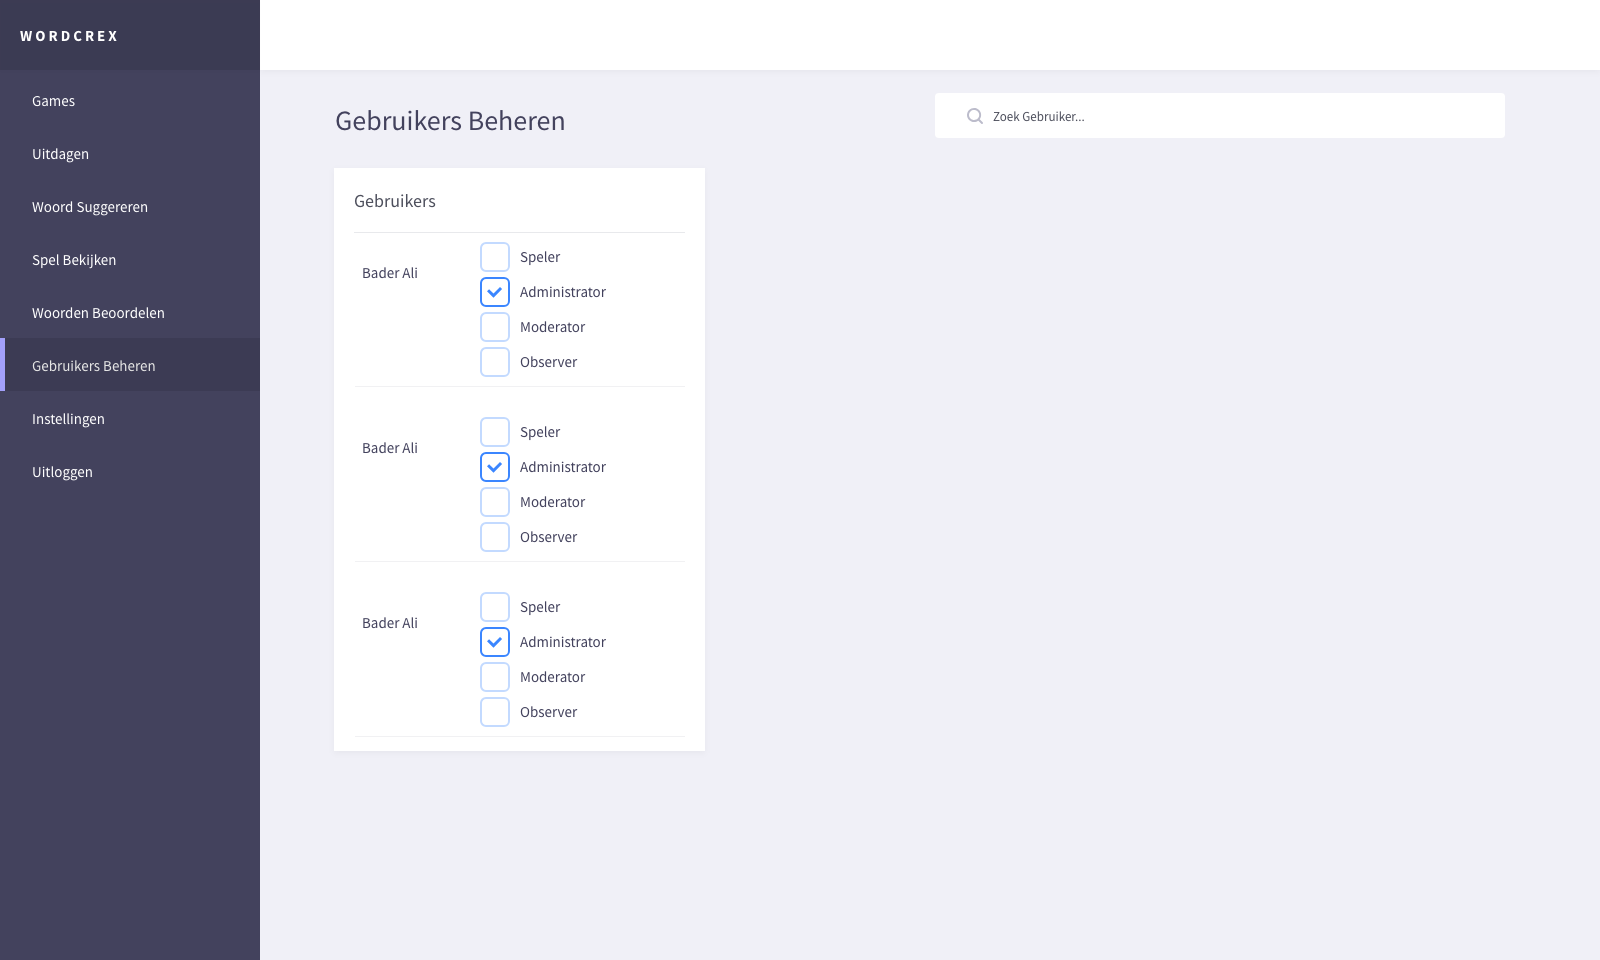 WORDCREX
Games
Uitdagen
Woord Suggereren
Spel Bekijken
Woorden Beoordelen
Gebruikers Beheren
Instellingen
Uitloggen
Gebruikers Beheren
Zoek Gebruiker...
Gebruikers
Bader Ali
Speler
Administrator
Moderator
Observer
Bader Ali
Speler
Administrator
Moderator
Observer
Bader Ali
Speler
Administrator
Moderator
Observer